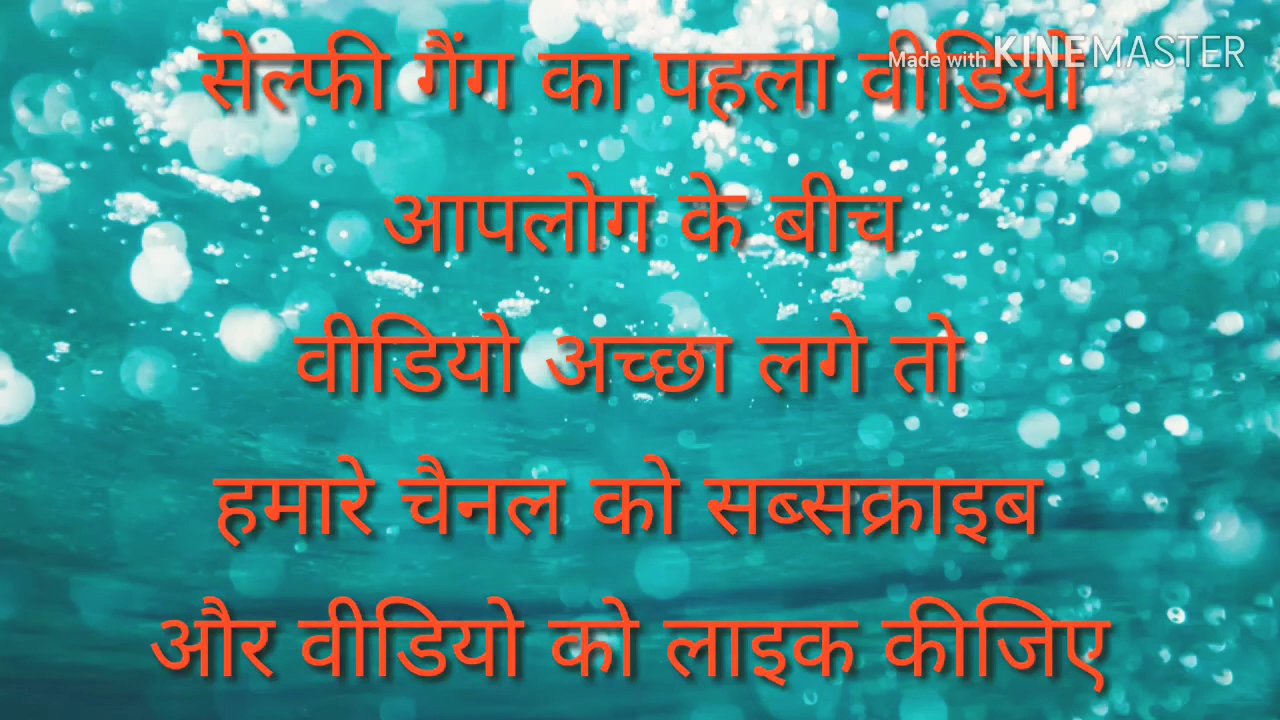 सेल्फी गैंग का पहला वीडियो
Made with KINEMASTER
आपलोग के बीच
वीडियो अच्छा लगे तो
हमारे चैनल को सब्सक्राइब
और वीडियो को लाइक कीजिए